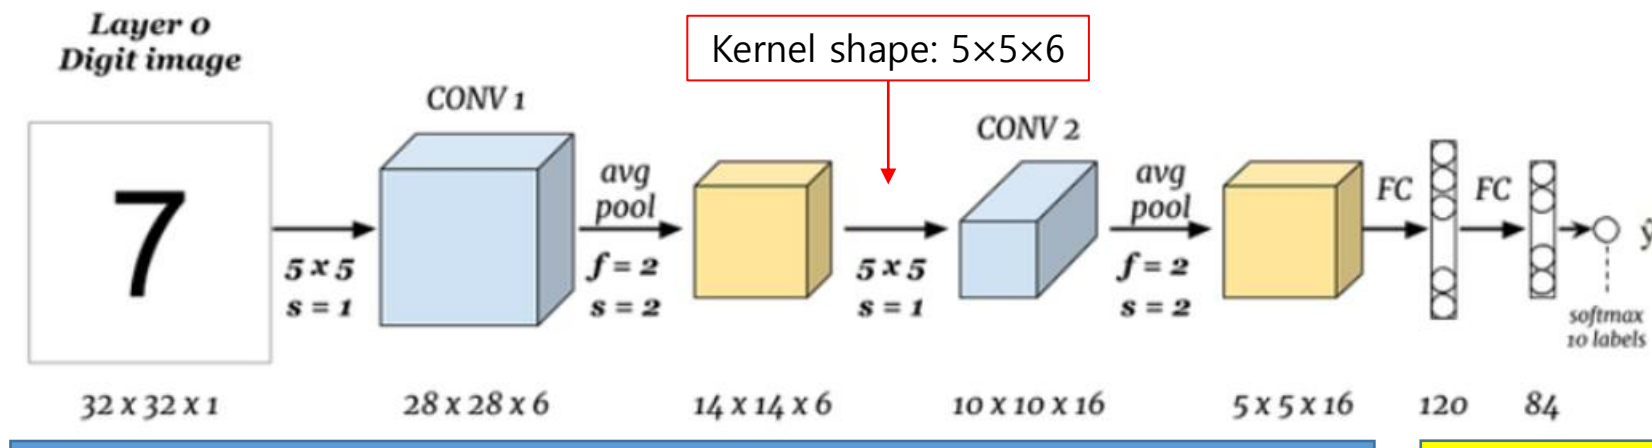 Layer 0
Digit image
Kernel shape: 5×5×6
CONV 1
CONV 2
7
avg
pool
avg
pool
FC
FC
ŷ
5 x 5
s = 1
f = 2
s = 2
5 x 5
s = 1
f = 2
s = 2
softmax
10 labels
32 x 32 x 1
28 x 28 x 6
14 x 14 x 6
10 x 10 x 16
5 x 5 x 16
120
84